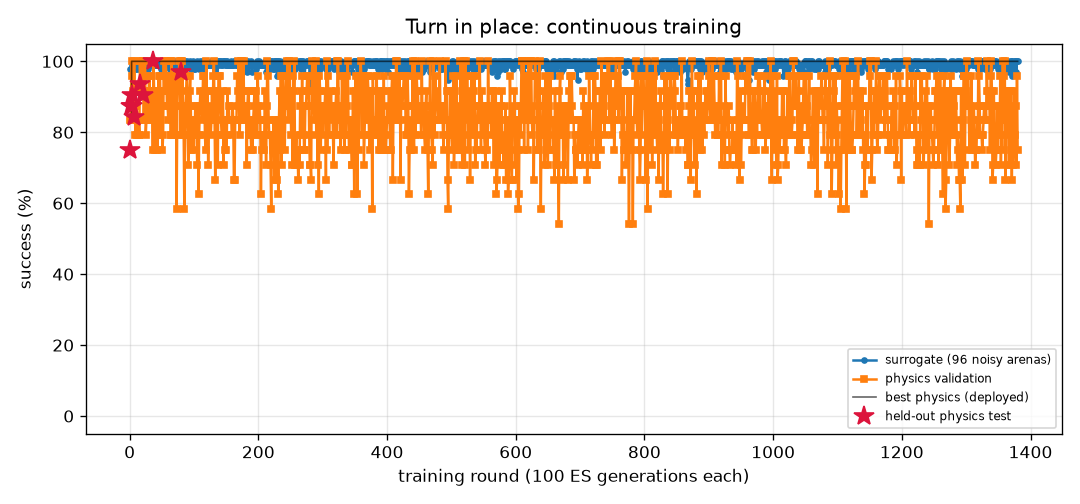 Turn in place: continuous training
success (%)
100
80
60
40
20
0
0 200 400 600 800 1000 1200 1400
training round (100 ES generations each)
surrogate (96 noisy arenas)
physics validation
best physics (deployed)
held-out physics test